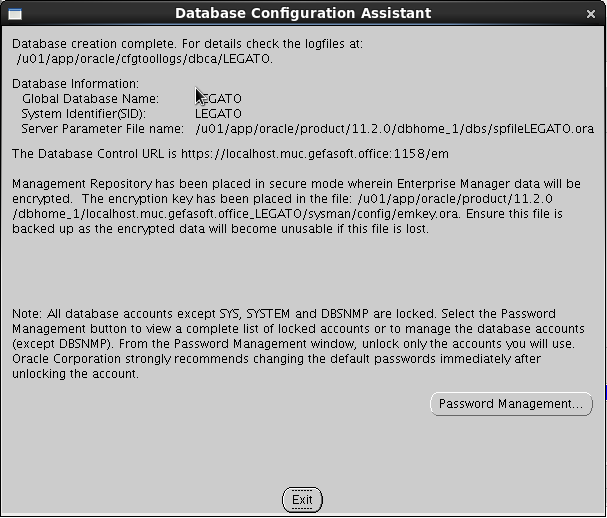 Database Configuration Assistant
Database creation complete. For details check the logfiles at:
/u01/app/oracle/cfgtoollogs/dbca/LEGATO.
Database Information:
Global Database Name: LEGATO
System Identifier(SID): LEGATO
Server Parameter File name: /u01/app/oracle/product/11.2.0/dbhome_1/dbs/spfileLEGATO.ora
The Database Control URL is https://localhost.muc.gefasoft.office:1158/em
Management Repository has been placed in secure mode wherein Enterprise Manager data will be
encrypted. The encryption key has been placed in the file: /u01/app/oracle/product/11.2.0
/dbhome_1/localhost.muc.gefasoft.office_LEGATO/sysman/config/emkey.ora. Ensure this file is
backed up as the encrypted data will become unusable if this file is lost.
Note: All database accounts except SYS, SYSTEM and DBSNMP are locked. Select the Password
Management button to view a complete list of locked accounts or to manage the database accounts
(except DBSNMP). From the Password Management window, unlock only the accounts you will use.
Oracle Corporation strongly recommends changing the default passwords immediately after
unlocking the account.
Password Management...
Exit